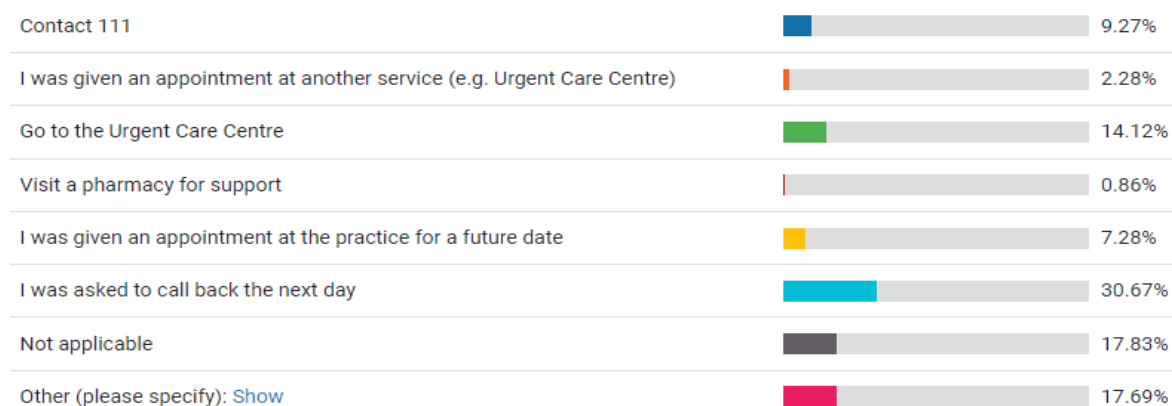 Contact 111 9.27%
I was given an appointment at another service (e.g. Urgent Care Centre) 2.28%
Go to the Urgent Care Centre 14.12%
Visit a pharmacy for support 0.86%
I was given an appointment at the practice for a future date 7.28%
I was asked to call back the next day 30.67%
Not applicable 17.83%
Other (please specify): Show 17.69%